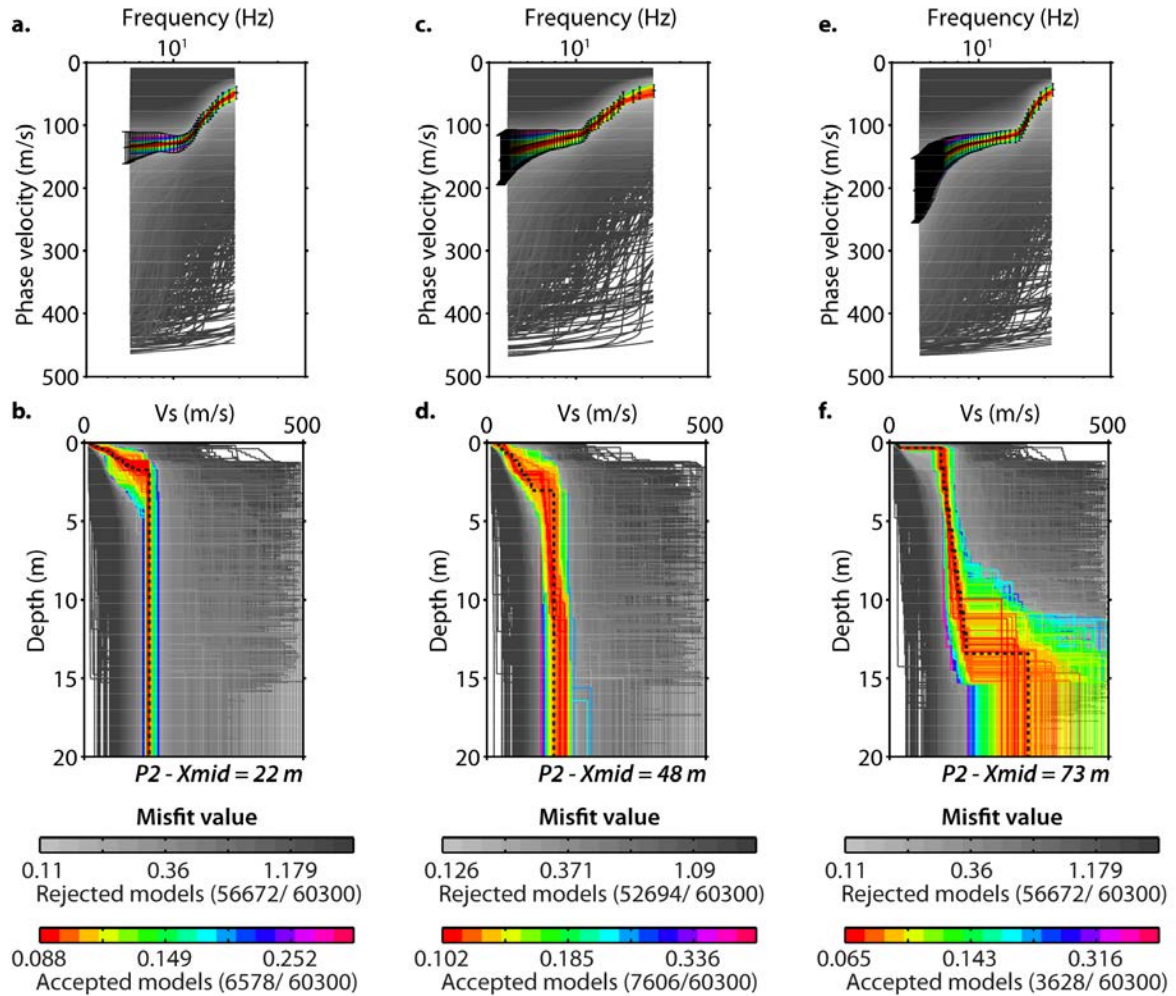 a.
Frequency (Hz)
10¹
0
100
200
300
400
500
Phase velocity (m/s)
c.
Frequency (Hz)
10¹
0
100
200
300
400
500
Phase velocity (m/s)
e.
Frequency (Hz)
10¹
0
100
200
300
400
500
Phase velocity (m/s)
b.
Vs (m/s)
0 500
0
5
10
15
20
Depth (m)
P2 - Xmid = 22 m
d.
Vs (m/s)
0 500
0
5
10
15
20
Depth (m)
P2 - Xmid = 48 m
f.
Vs (m/s)
0 500
0
5
10
15
20
Depth (m)
P2 - Xmid = 73 m
Misfit value
0.11 0.36 1.179
Rejected models (56672/ 60300)
0.088 0.149 0.252
Accepted models (6578/ 60300)
Misfit value
0.126 0.371 1.09
Rejected models (52694/ 60300)
0.102 0.185 0.336
Accepted models (7606/60300)
Misfit value
0.11 0.36 1.179
Rejected models (56672/ 60300)
0.065 0.143 0.316
Accepted models (3628/ 60300)